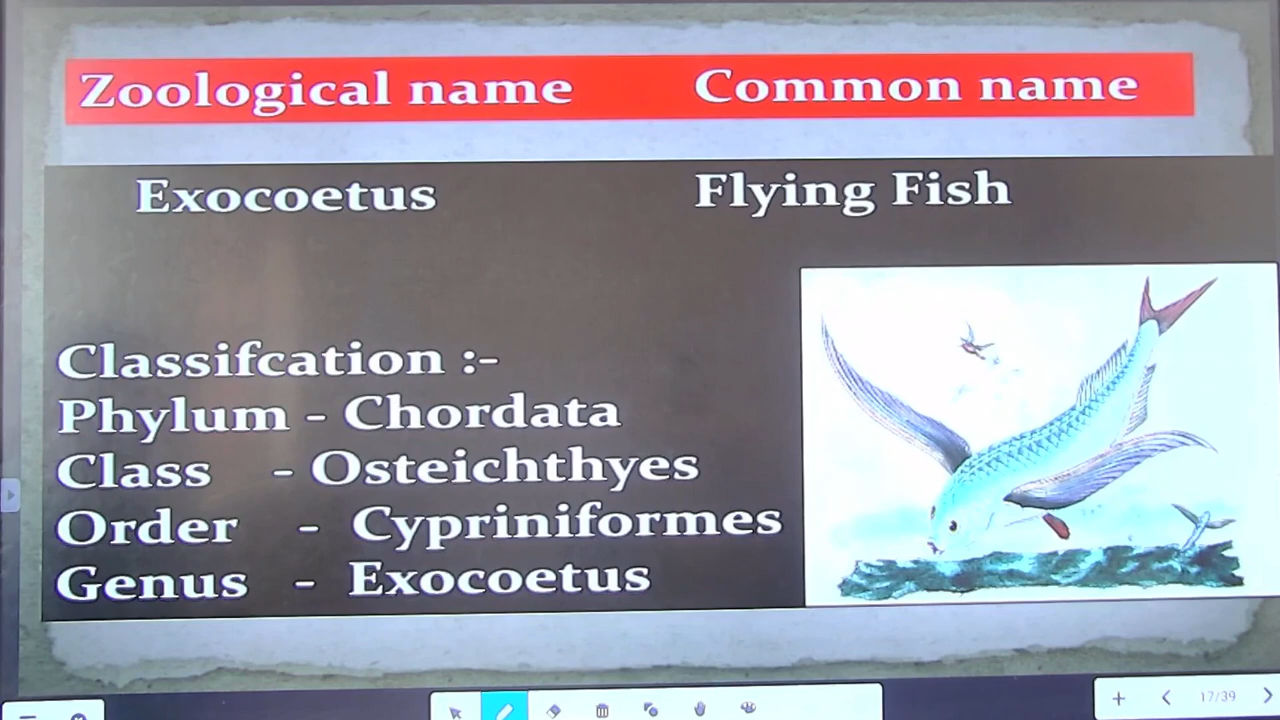 Zoological name Common name
Exocoetus Flying Fish
Classifcation :-
Phylum - Chordata
Class - Osteichthyes
Order - Cypriniformes
Genus - Exocoetus
17/39